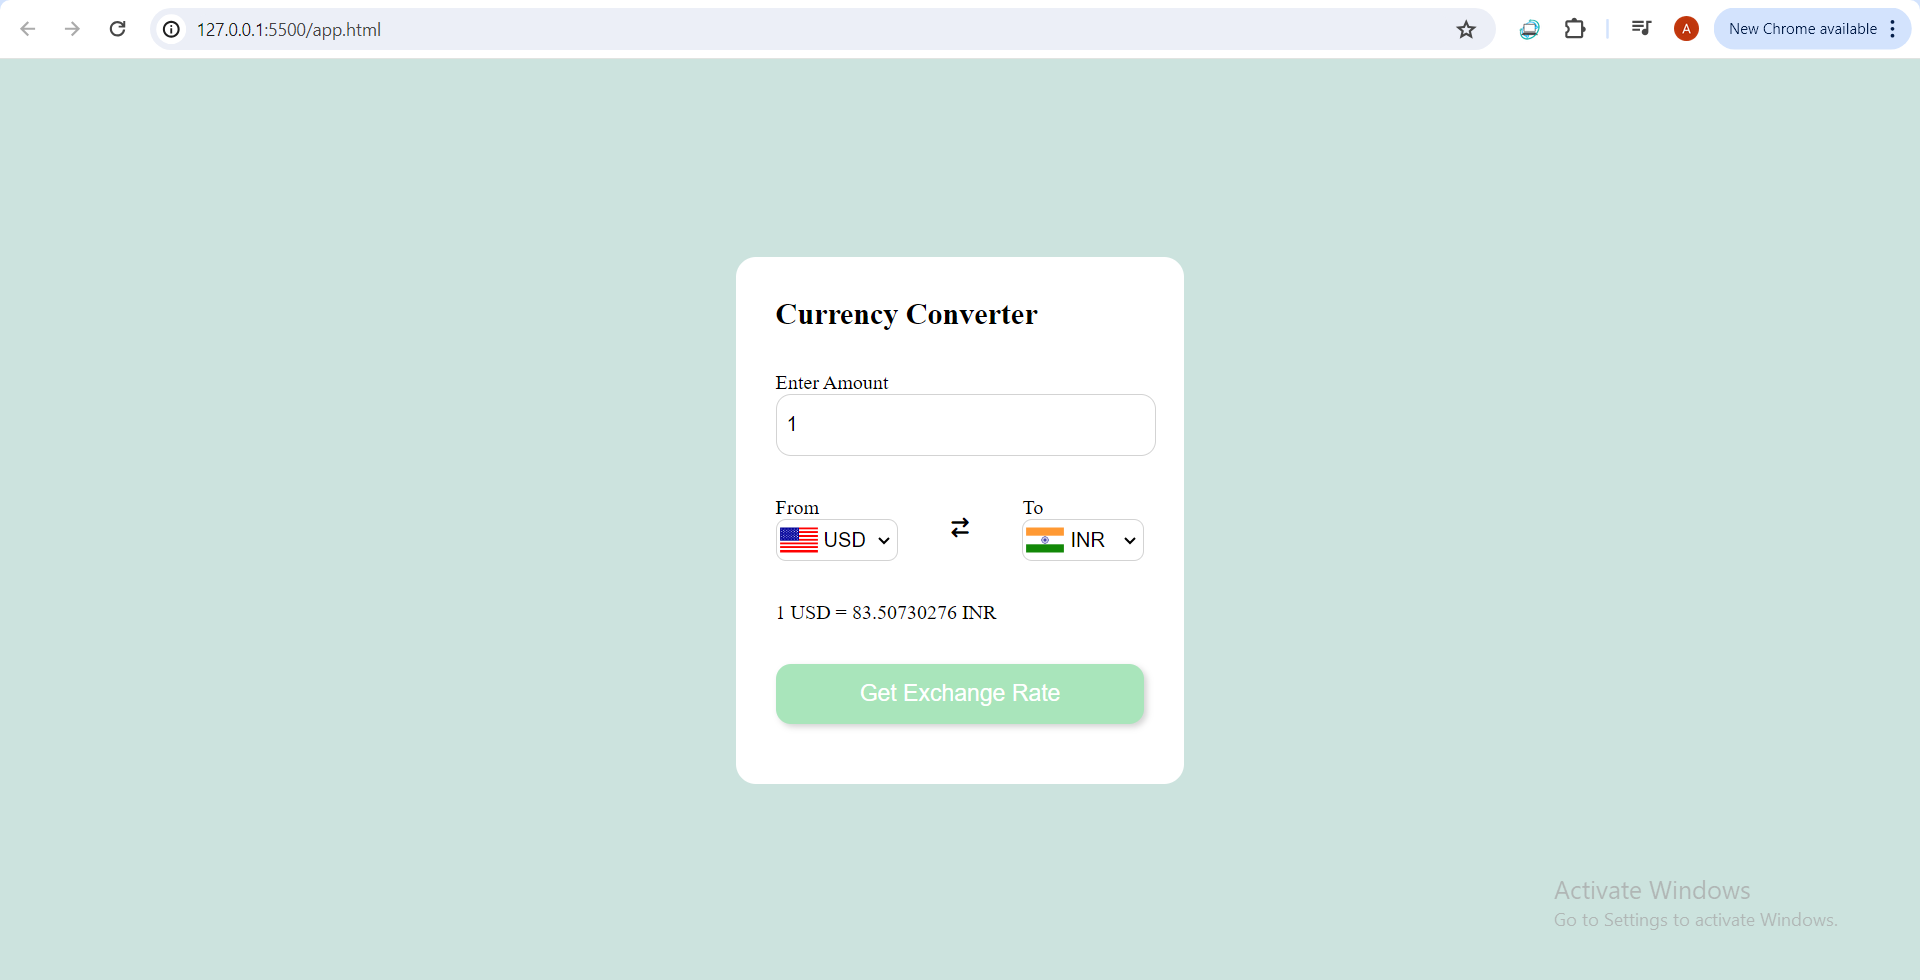 127.0.0.1:5500/app.html
A
New Chrome available
Currency Converter
Enter Amount
1
From
To
USD
INR
1 USD = 83.50730276 INR
Get Exchange Rate
Activate Windows
Go to Settings to activate Windows.